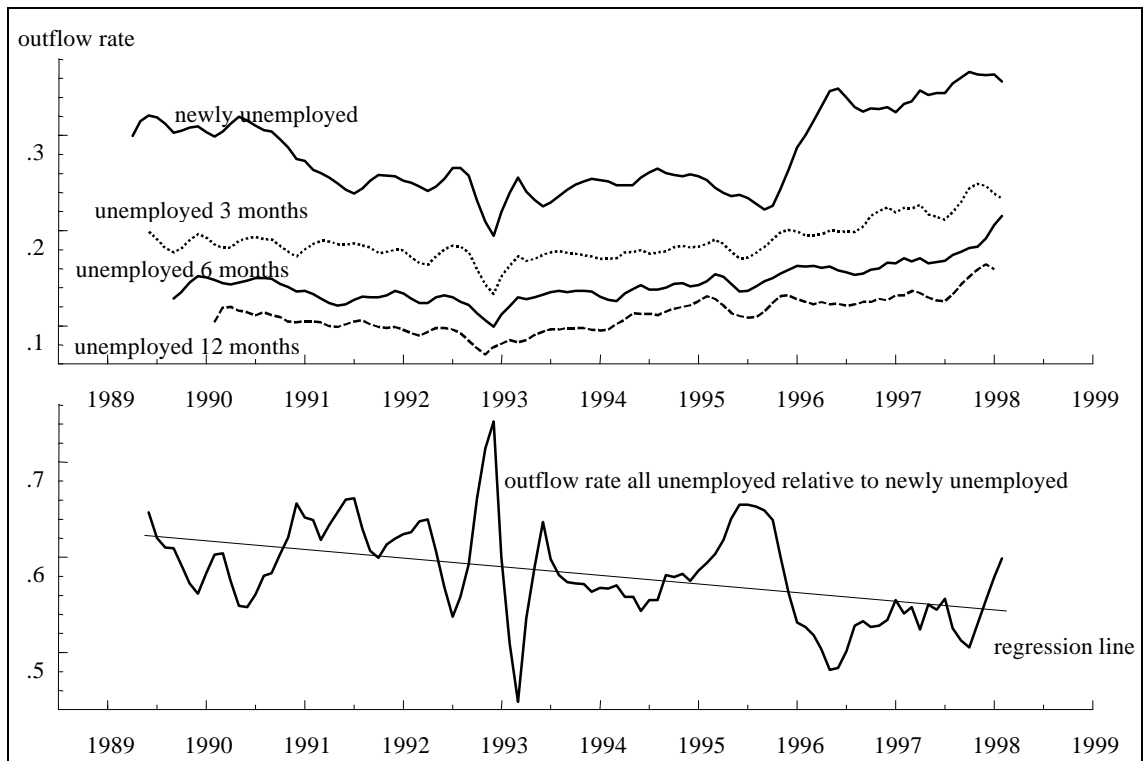 outflow rate
newly unemployed
.3
unemployed 3 months
.2
unemployed 6 months
.1
unemployed 12 months
1989 1990 1991 1992 1993 1994 1995 1996 1997 1998 1999
.7
outflow rate all unemployed relative to newly unemployed
.6
regression line
.5
1989 1990 1991 1992 1993 1994 1995 1996 1997 1998 1999